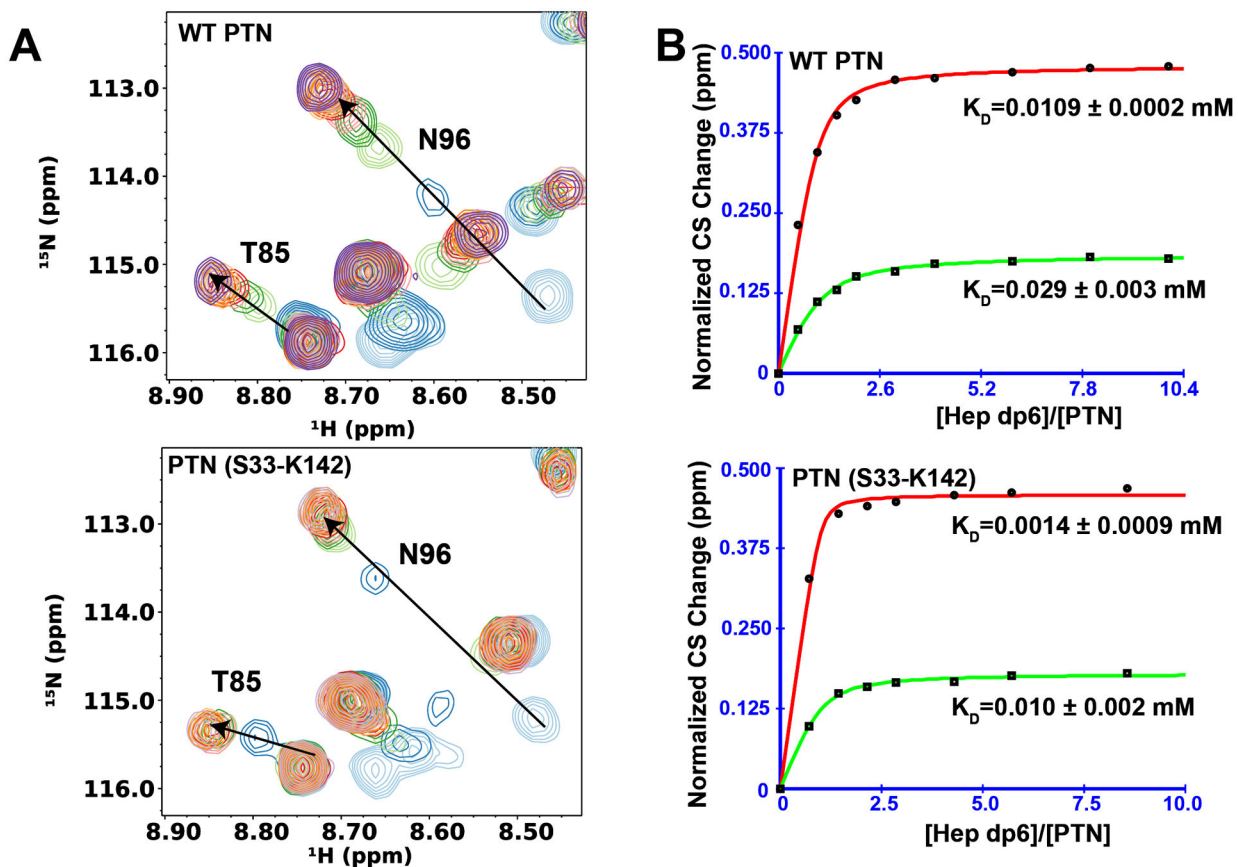 A
WT PTN
113.0
114.0
115.0
116.0
¹⁵N (ppm)
N96
T85
8.90
8.80
8.70
8.60
8.50
¹H (ppm)
PTN (S33-K142)
113.0
114.0
115.0
116.0
¹⁵N (ppm)
N96
T85
8.90
8.80
8.70
8.60
8.50
¹H (ppm)
B
WT PTN
0.500
0.375
0.250
0.125
0
Normalized CS Change (ppm)
K_D=0.0109 ± 0.0002 mM
K_D=0.029 ± 0.003 mM
0
2.6
5.2
7.8
10.4
[Hep dp6]/[PTN]
PTN (S33-K142)
0.500
0.375
0.250
0.125
0
Normalized CS Change (ppm)
K_D=0.0014 ± 0.0009 mM
K_D=0.010 ± 0.002 mM
0
2.5
5.0
7.5
10.0
[Hep dp6]/[PTN]